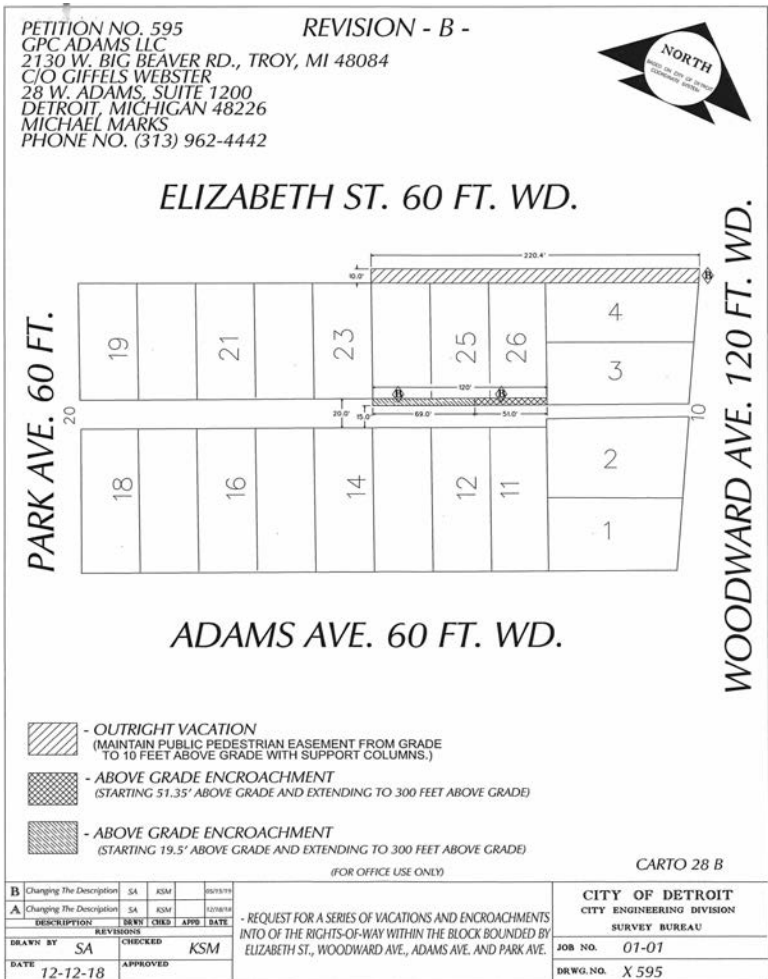 PETITION NO. 595
GPC ADAMS LLC
2130 W. BIG BEAVER RD., TROY, MI 48084
C/O GIFFELS WEBSTER
28 W. ADAMS, SUITE 1200
DETROIT, MICHIGAN 48226
MICHAEL MARKS
PHONE NO. (313) 962-4442
REVISION - B -
NORTH
BASED ON CITY OF DETROIT
COORDINATE SYSTEM
ELIZABETH ST. 60 FT. WD.
220.4'
10.0'
B
PARK AVE. 60 FT.
WOODWARD AVE. 120 FT. WD.
19
21
23
25
26
4
3
120'
B
B
20
20.0'
15.0'
69.0'
51.0'
10
18
16
14
12
11
2
1
ADAMS AVE. 60 FT. WD.
- OUTRIGHT VACATION
(MAINTAIN PUBLIC PEDESTRIAN EASEMENT FROM GRADE
TO 10 FEET ABOVE GRADE WITH SUPPORT COLUMNS.)
- ABOVE GRADE ENCROACHMENT
(STARTING 51.35' ABOVE GRADE AND EXTENDING TO 300 FEET ABOVE GRADE)
- ABOVE GRADE ENCROACHMENT
(STARTING 19.5' ABOVE GRADE AND EXTENDING TO 300 FEET ABOVE GRADE)
(FOR OFFICE USE ONLY)
CARTO 28 B
B Changing The Description SA KSM
A Changing The Description SA KSM
DESCRIPTION DRWN CHKD APPD DATE
REVISIONS
DRAWN BY SA CHECKED KSM
DATE 12-12-18 APPROVED
- REQUEST FOR A SERIES OF VACATIONS AND ENCROACHMENTS
INTO OF THE RIGHTS-OF-WAY WITHIN THE BLOCK BOUNDED BY
ELIZABETH ST., WOODWARD AVE., ADAMS AVE. AND PARK AVE.
CITY OF DETROIT
CITY ENGINEERING DIVISION
SURVEY BUREAU
JOB NO. 01-01
DRWG. NO. X 595